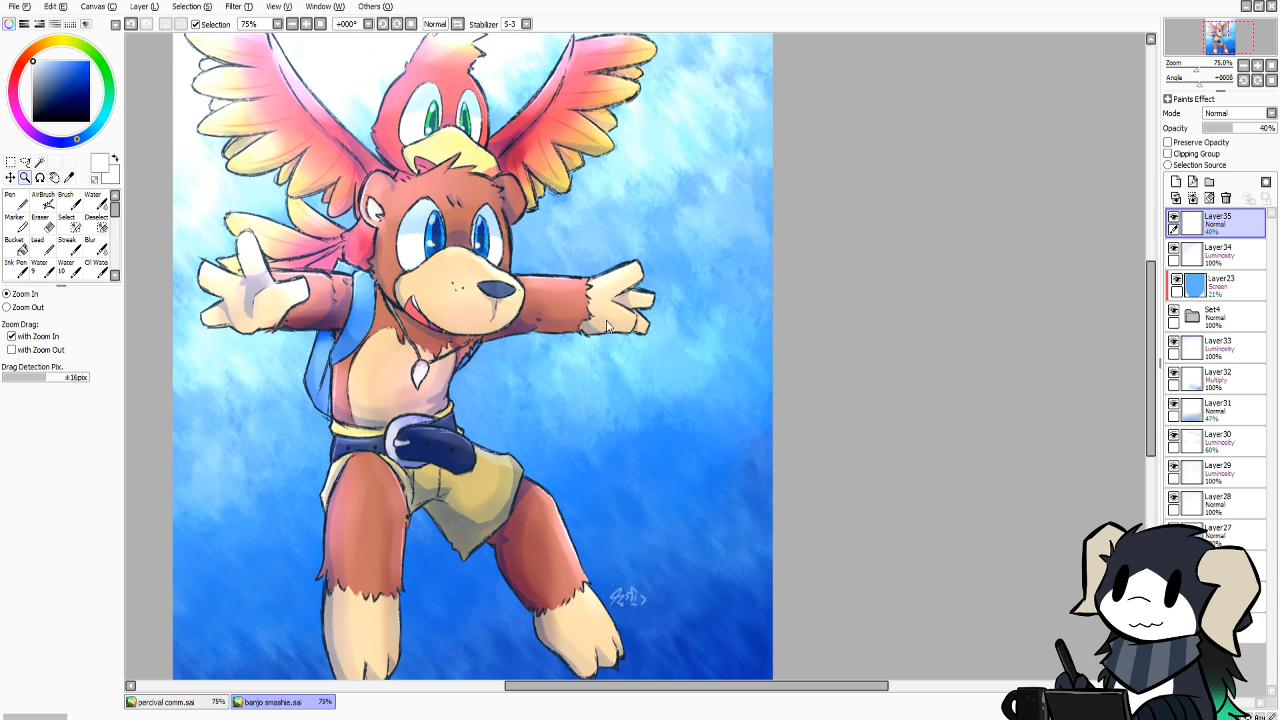 File (F) Edit (E) Canvas (C) Layer (L) Selection (S) Filter (T) View (V) Window (W) Others (O)
Selection 75% +000° Normal Stabilizer S-3
Zoom 75.0%
Angle +000δ
Paints Effect
Mode Normal
Opacity 40%
Preserve Opacity
Clipping Group
Selection Source
Pen AirBrush Brush Water
Marker Eraser Select Deselect
Bucket Lead Streak Blur
Ink Pen Water 9 Water 10 Oil Water
Zoom In
Zoom Out
Zoom Drag:
with Zoom In
with Zoom Out
Drag Detection Pix.
±16pix
Layer35
Normal
40%
Layer34
Luminosity
100%
Layer23
Screen
21%
Set4
Normal
100%
Layer33
Luminosity
100%
Layer32
Multiply
100%
Layer31
Normal
47%
Layer30
Luminosity
60%
Layer29
Luminosity
100%
Layer28
Normal
100%
Layer27
Normal
percival comm.sai 75% banjo smashie.sai 75%